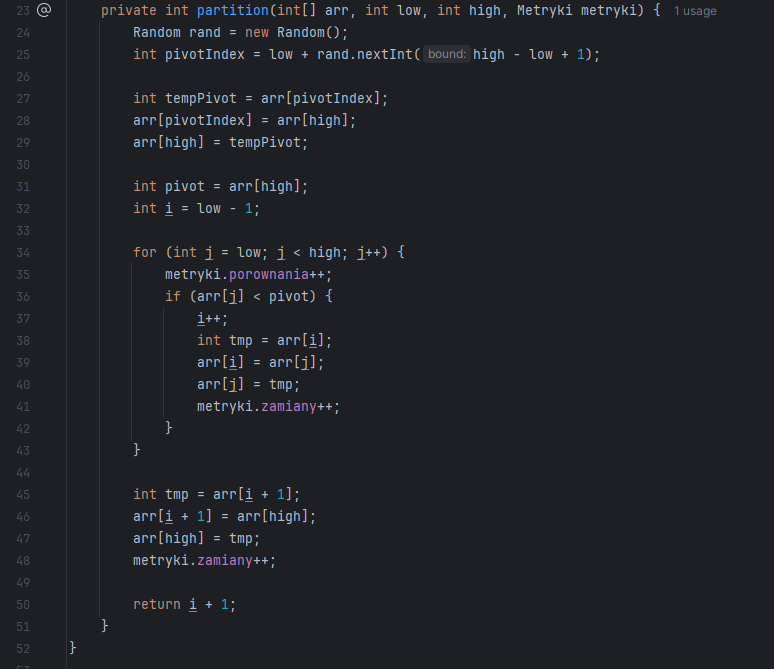 23 @ private int partition(int[] arr, int low, int high, Metryki metryki) { 1 usage
24 Random rand = new Random();
25 int pivotIndex = low + rand.nextInt( bound: high - low + 1);
26
27 int tempPivot = arr[pivotIndex];
28 arr[pivotIndex] = arr[high];
29 arr[high] = tempPivot;
30
31 int pivot = arr[high];
32 int i = low - 1;
33
34 for (int j = low; j < high; j++) {
35 metryki.porownania++;
36 if (arr[j] < pivot) {
37 i++;
38 int tmp = arr[i];
39 arr[i] = arr[j];
40 arr[j] = tmp;
41 metryki.zamiany++;
42 }
43 }
44
45 int tmp = arr[i + 1];
46 arr[i + 1] = arr[high];
47 arr[high] = tmp;
48 metryki.zamiany++;
49
50 return i + 1;
51 }
52 }